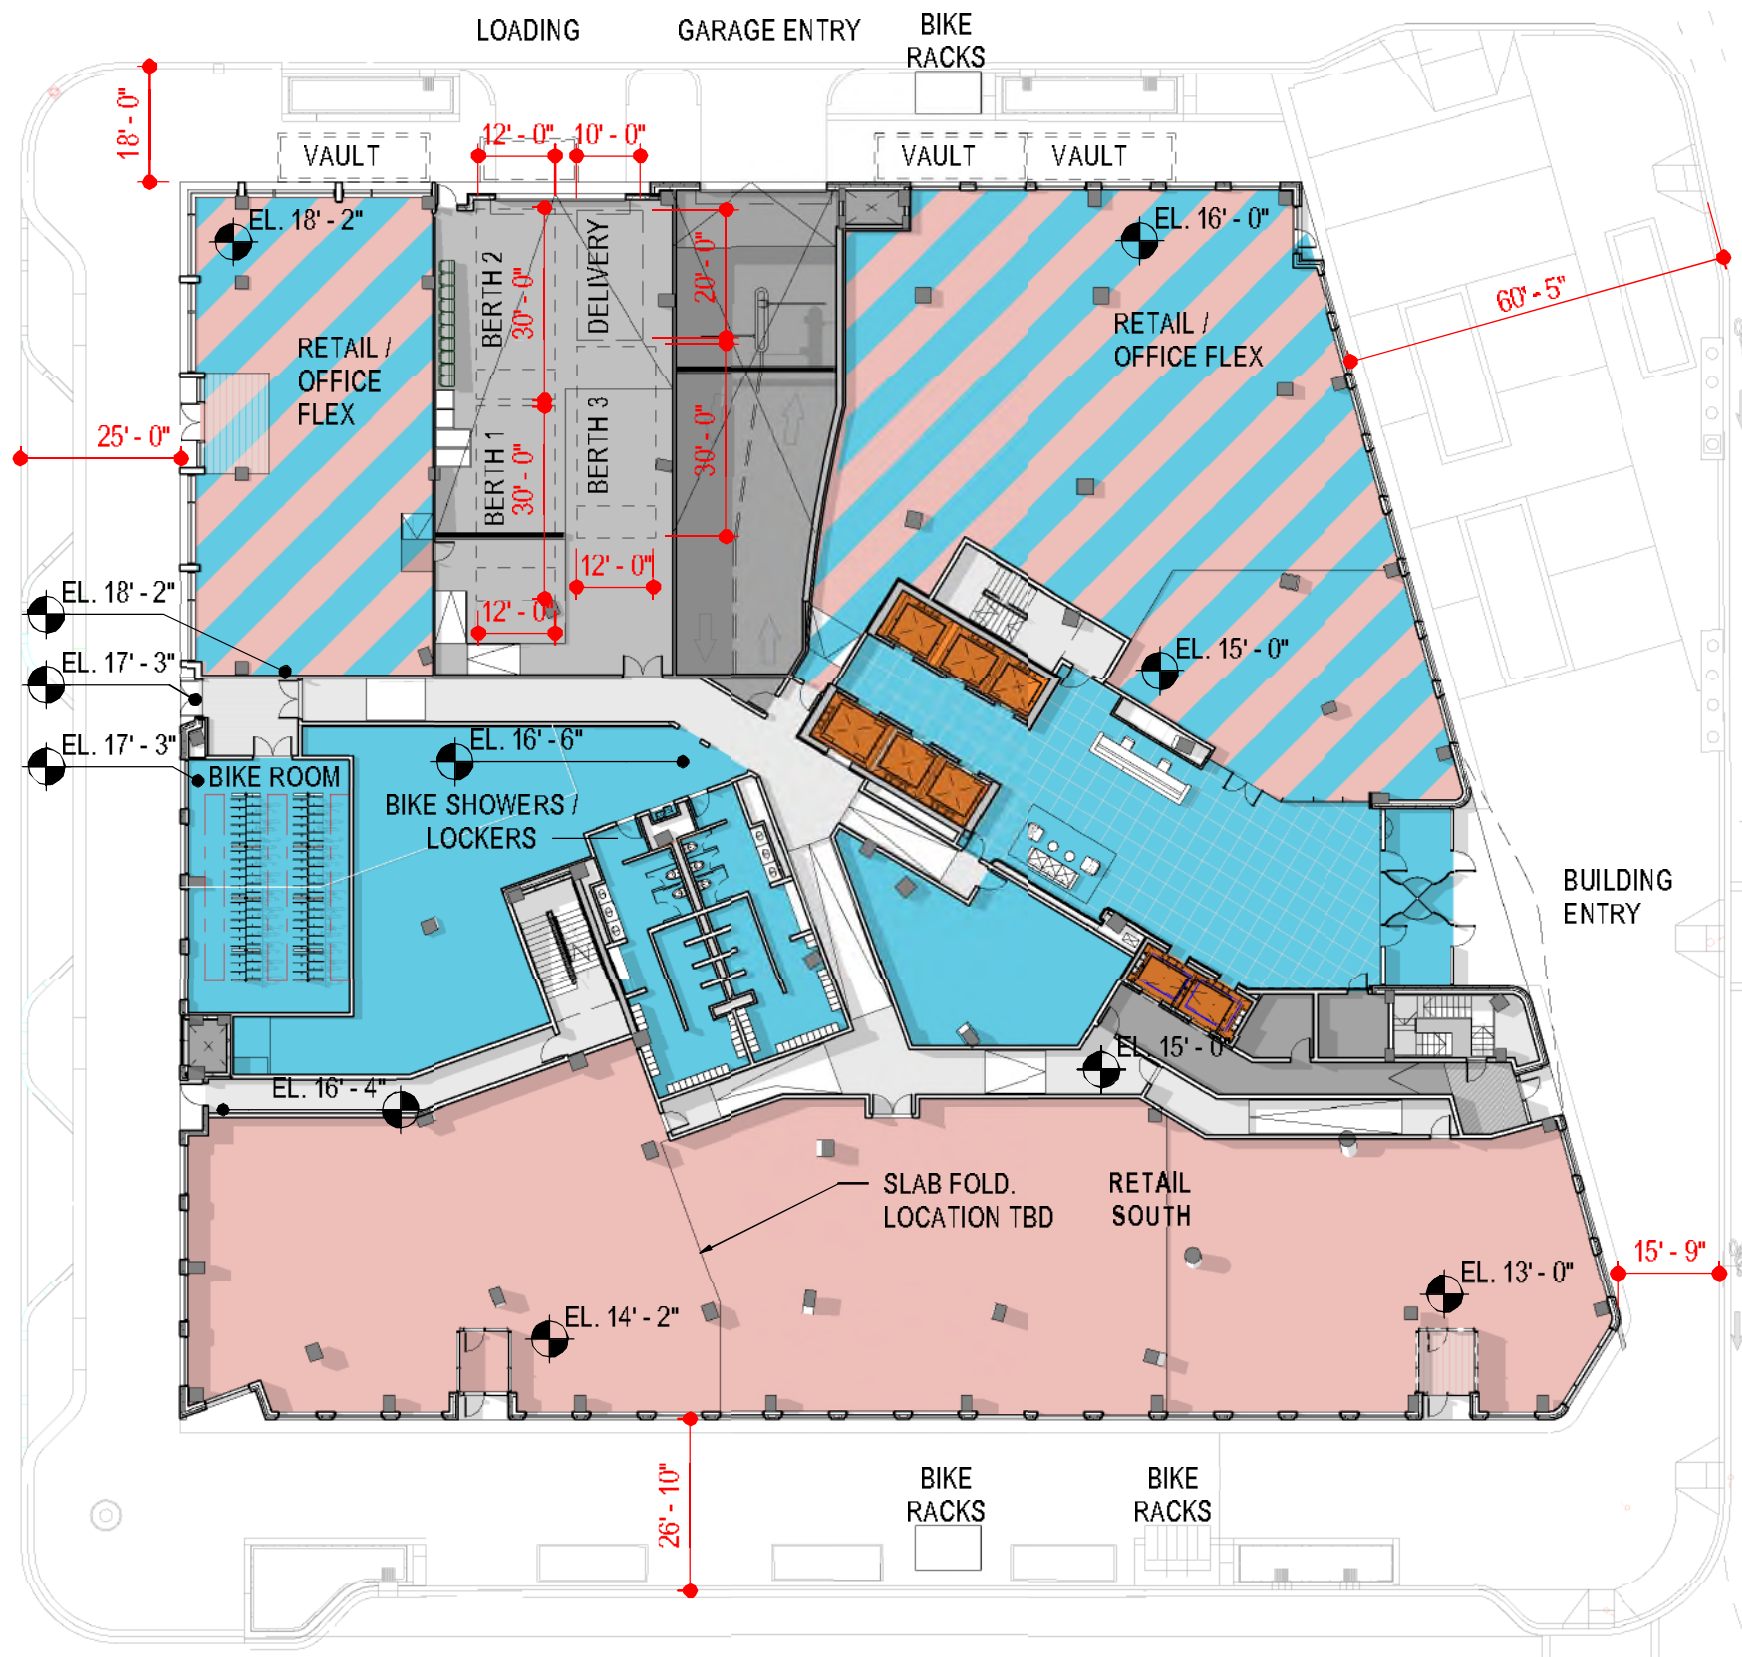 LOADING
GARAGE ENTRY
BIKE
RACKS
18' - 0"
12' - 0"
10' - 0"
VAULT
VAULT
VAULT
EL. 18' - 2"
EL. 16' - 0"
BERTH 2
30' - 0"
DELIVERY
20' - 0"
60' - 5"
RETAIL /
OFFICE
FLEX
RETAIL /
OFFICE FLEX
25' - 0"
BERTH 1
30' - 0"
BERTH 3
30' - 0"
12' - 0"
12' - 0"
EL. 18' - 2"
EL. 17' - 3"
EL. 17' - 3"
EL. 15' - 0"
EL. 16' - 6"
BIKE ROOM
BIKE SHOWERS /
LOCKERS
BUILDING
ENTRY
EL. 15' - 0
EL. 16' - 4"
SLAB FOLD.
LOCATION TBD
RETAIL
SOUTH
15' - 9"
EL. 13' - 0"
EL. 14' - 2"
26' - 10"
BIKE
RACKS
BIKE
RACKS